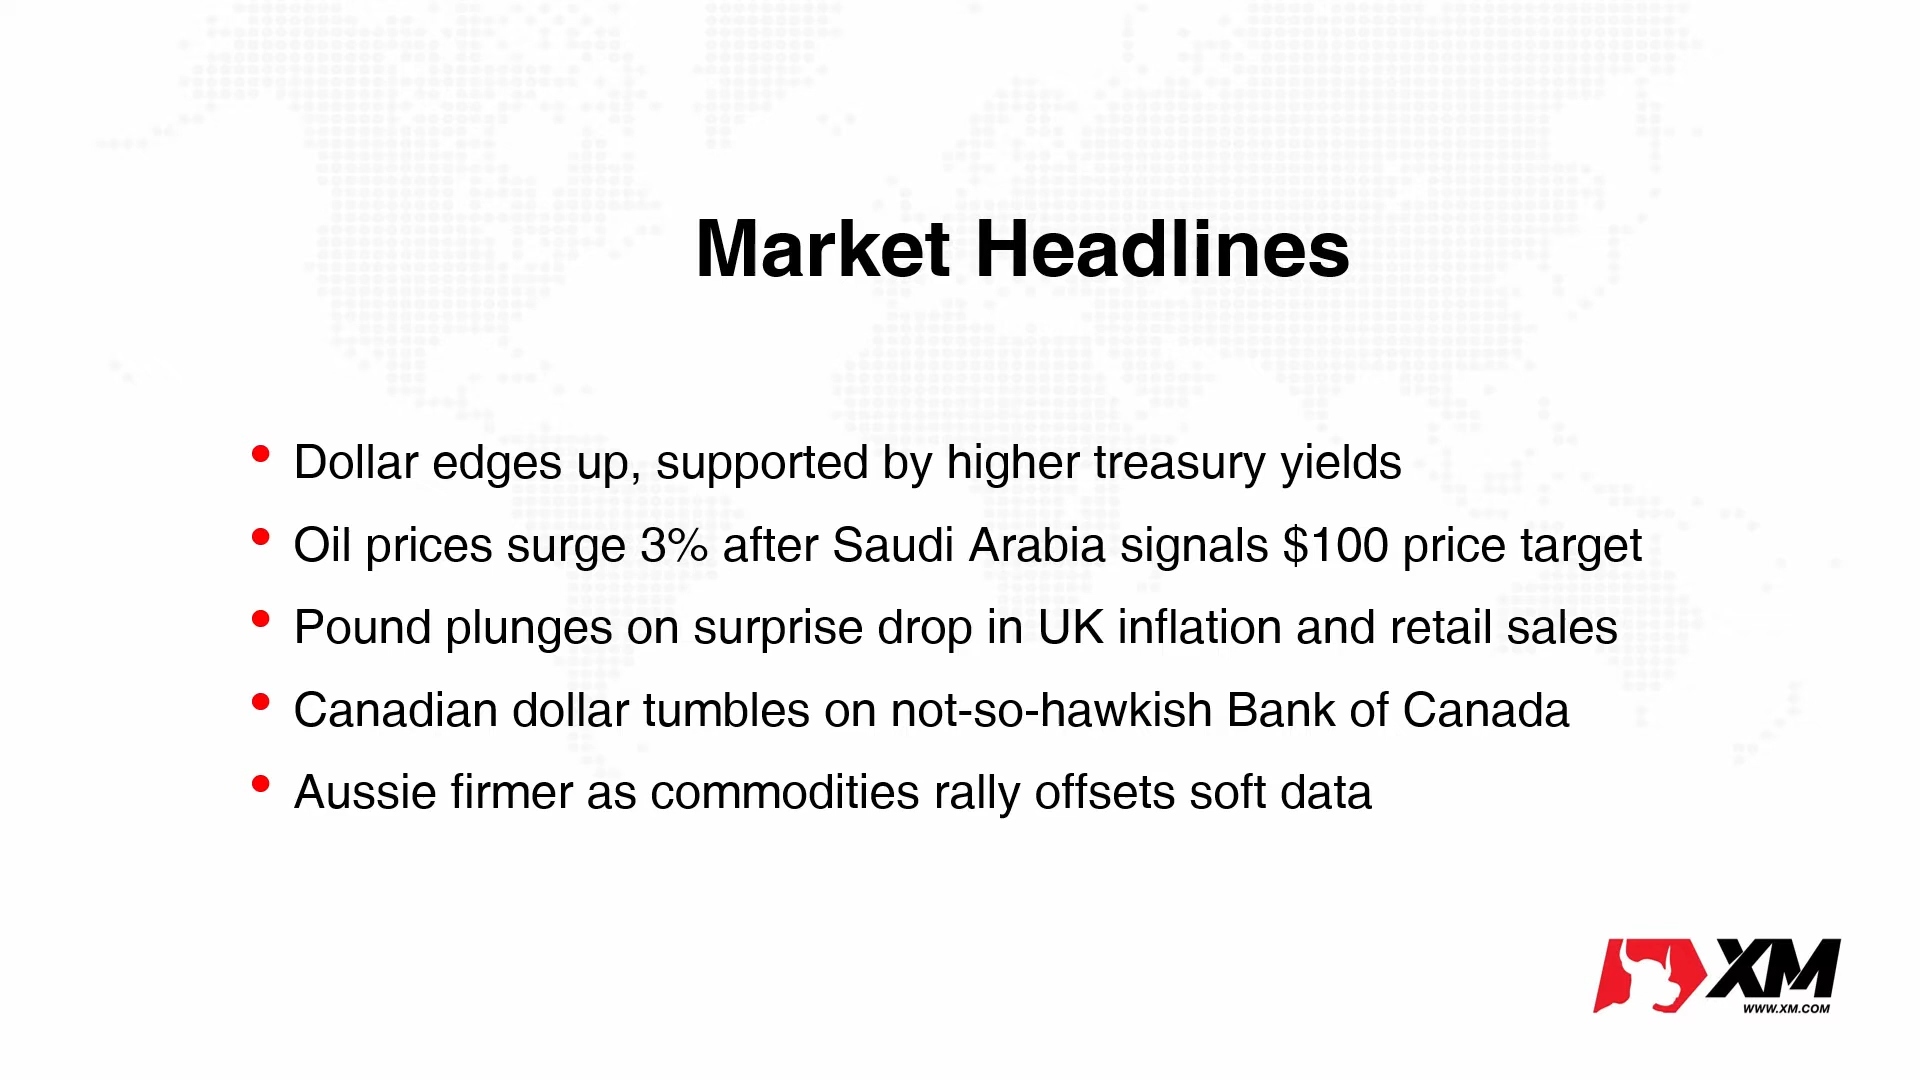 Market Headlines
• Dollar edges up, supported by higher treasury yields
• Oil prices surge 3% after Saudi Arabia signals $100 price target
• Pound plunges on surprise drop in UK inflation and retail sales
• Canadian dollar tumbles on not-so-hawkish Bank of Canada
• Aussie firmer as commodities rally offsets soft data
XM
WWW.XM.COM